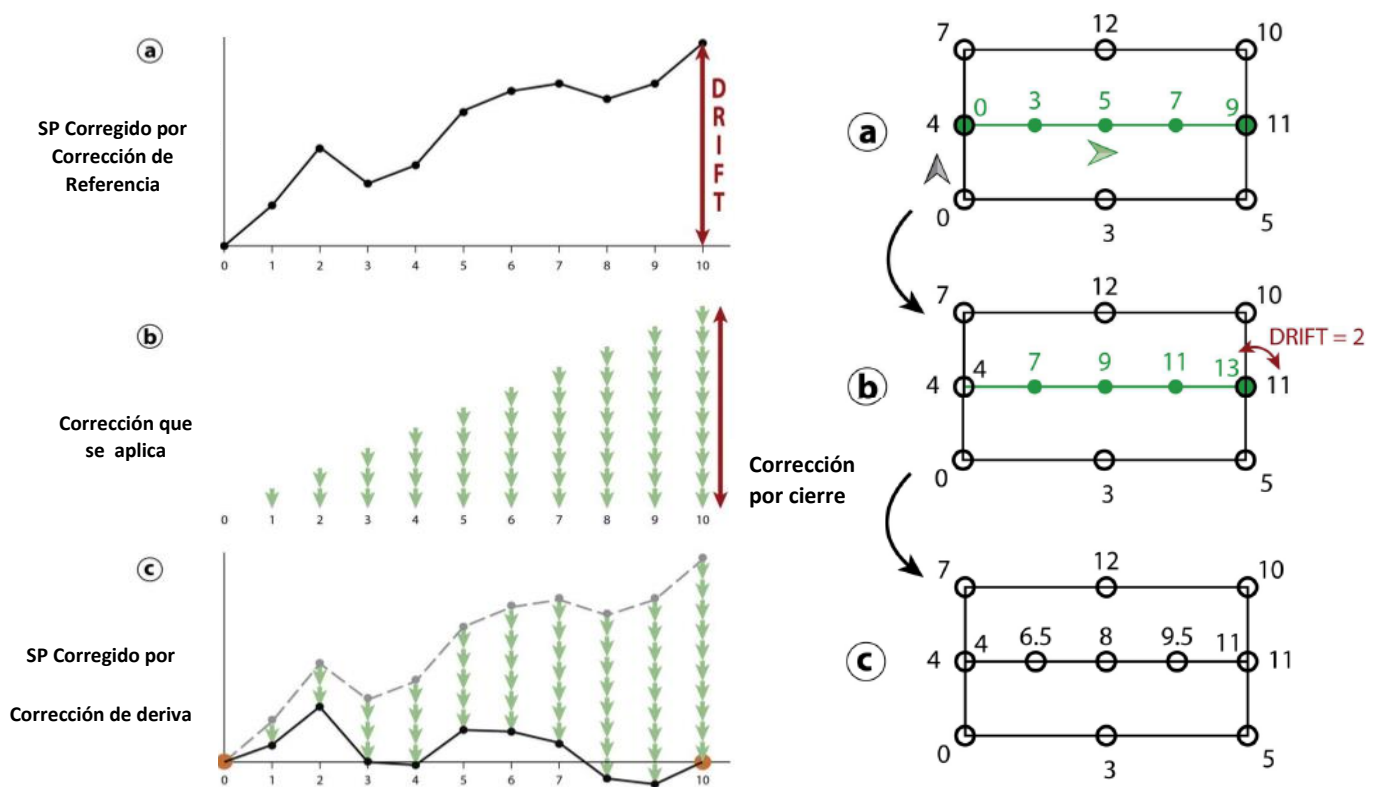 a
SP Corregido por
Corrección de
Referencia
DRIFT
0 1 2 3 4 5 6 7 8 9 10
b
Corrección que
se aplica
0 1 2 3 4 5 6 7 8 9 10
Corrección
por cierre
c
SP Corregido por
Corrección de deriva
0 1 2 3 4 5 6 7 8 9 10
7 12 10
a
4 0 3 5 7 9 11
0 3 5
7 12 10
DRIFT = 2
b
4 4 7 9 11 13 11
0 3 5
7 12 10
c
4 4 6.5 8 9.5 11 11
0 3 5